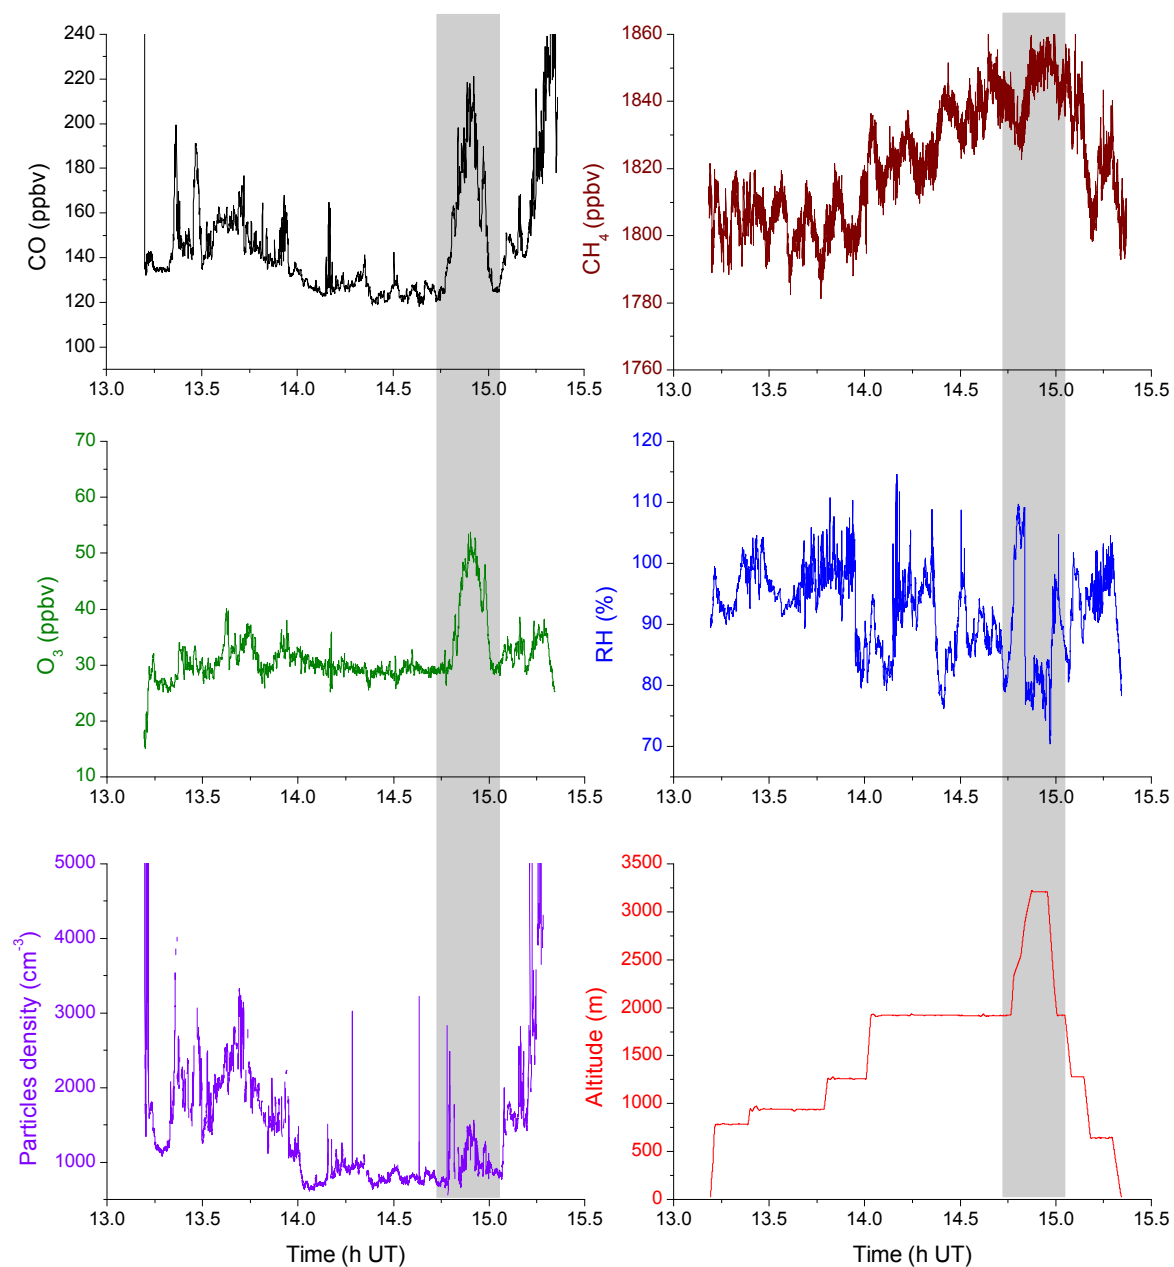 240
220
200
180
160
140
120
100
CO (ppbv)
13.0 13.5 14.0 14.5 15.0 15.5
1860
1840
1820
1800
1780
1760
CH4 (ppbv)
13.0 13.5 14.0 14.5 15.0 15.5
70
60
50
40
30
20
10
O3 (ppbv)
13.0 13.5 14.0 14.5 15.0 15.5
120
110
100
90
80
70
RH (%)
13.0 13.5 14.0 14.5 15.0 15.5
5000
4000
3000
2000
1000
Particles density (cm-3)
13.0 13.5 14.0 14.5 15.0 15.5
Time (h UT)
3500
3000
2500
2000
1500
1000
500
0
Altitude (m)
13.0 13.5 14.0 14.5 15.0 15.5
Time (h UT)